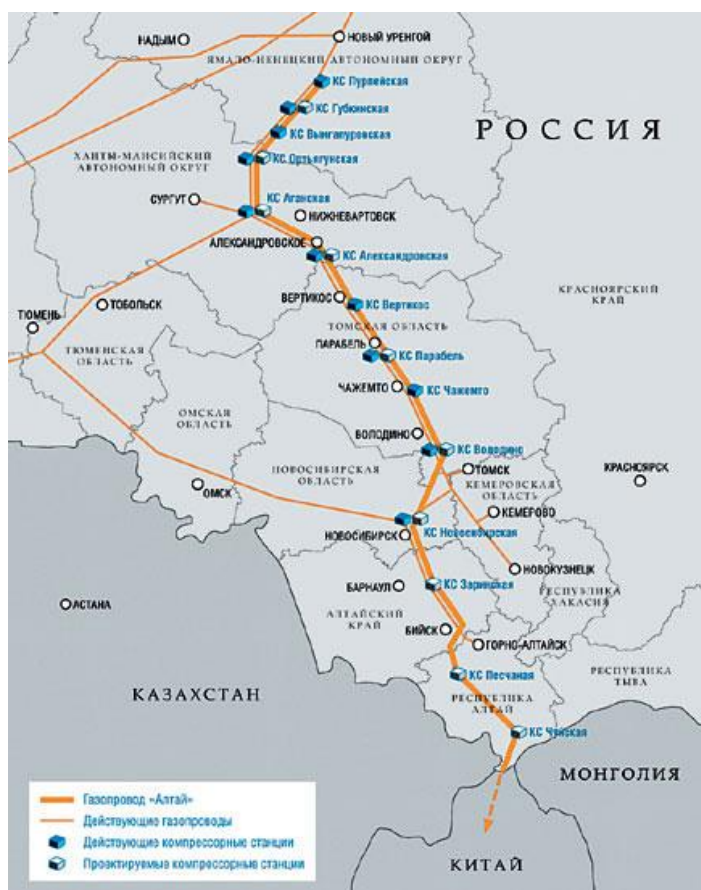 НАДЫМ
НОВЫЙ УРЕНГОЙ
ЯМАЛО-НЕНЕЦКИЙ АВТОНОМНЫЙ ОКРУГ
КС Пурпейская
КС Губкинская
РОССИЯ
КС Вынгапуровская
ХАНТЫ-МАНСИЙСКИЙ
АВТОНОМНЫЙ ОКРУГ
КС Ортьягунская
СУРГУТ
КС Аганская
НИЖНЕВАРТОВСК
АЛЕКСАНДРОВСКОЕ
КС Александровская
КРАСНОЯРСКИЙ
КРАЙ
ВЕРТИКОС
КС Вертикос
ТОБОЛЬСК
ТЮМЕНЬ
ТОМСКАЯ ОБЛАСТЬ
ТЮМЕНСКАЯ
ОБЛАСТЬ
ПАРАБЕЛЬ
КС Парабель
ЧАЖЕМТО
КС Чажемто
ОМСКАЯ
ОБЛАСТЬ
ВОЛОДИНО
КС Володино
НОВОСИБИРСКАЯ
ОБЛАСТЬ
ТОМСК
КЕМЕРОВСКАЯ
ОБЛАСТЬ
КРАСНОЯРСК
ОМСК
КЕМЕРОВО
НОВОСИБИРСК
КС Новосибирская
НОВОКУЗНЕЦК
БАРНАУЛ
КС Заринская
РЕСПУБЛИКА
ХАКАСИЯ
АСТАНА
АЛТАЙСКИЙ
КРАЙ
БИЙСК
ГОРНО-АЛТАЙСК
КС Песчаная
РЕСПУБЛИКА
ТЫВА
КАЗАХСТАН
РЕСПУБЛИКА
АЛТАЙ
КС Чуйская
МОНГОЛИЯ
Газопровод «Алтай»
Действующие газопроводы
Действующие компрессорные станции
Проектируемые компрессорные станции
КИТАЙ